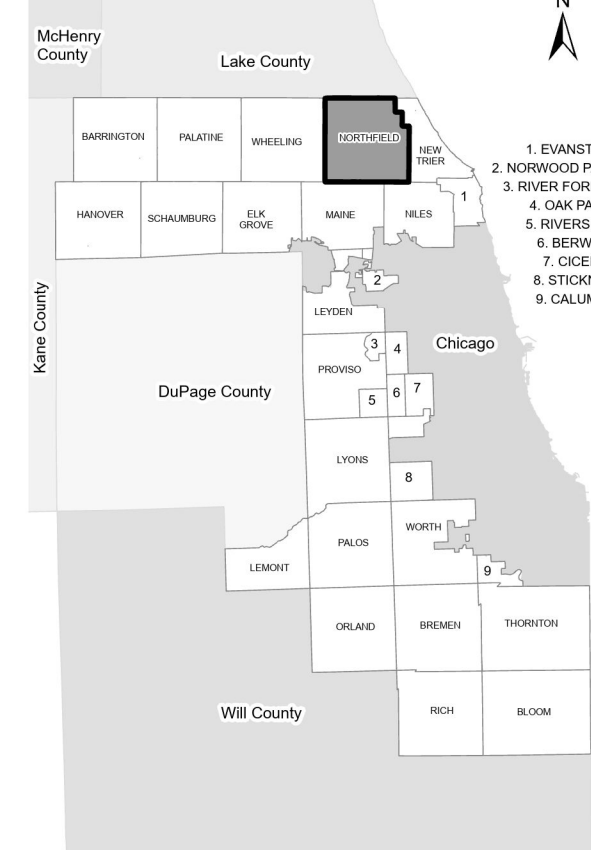 N
McHenry
County
Lake County
BARRINGTON
PALATINE
WHEELING
NORTHFIELD
NEW
TRIER
1. EVANST
2. NORWOOD P
3. RIVER FOR
4. OAK PA
5. RIVERS
6. BERW
7. CICE
8. STICKN
9. CALUM
HANOVER
SCHAUMBURG
ELK
GROVE
MAINE
NILES
1
2
LEYDEN
Kane County
Chicago
3
4
PROVISO
DuPage County
5
6
7
LYONS
8
WORTH
PALOS
LEMONT
9
ORLAND
BREMEN
THORNTON
Will County
RICH
BLOOM